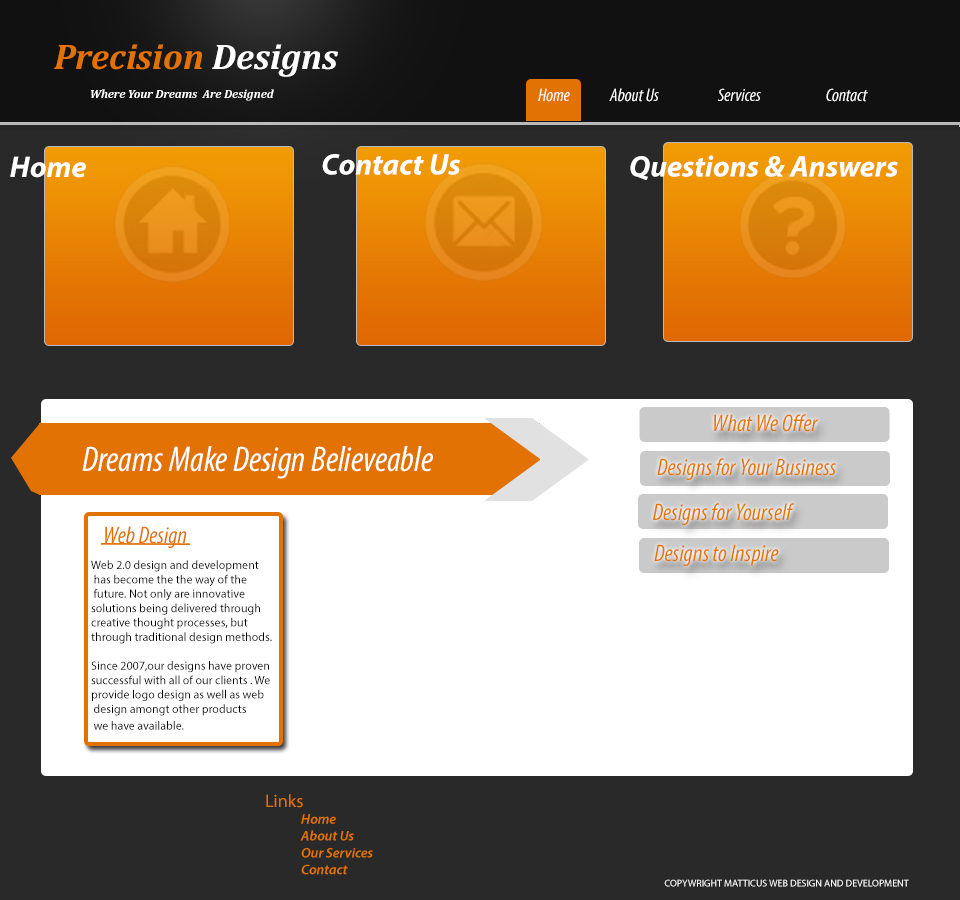 Precision Designs
Where Your Dreams Are Designed
Home About Us Services Contact
Home
Contact Us
Questions & Answers
?
Dreams Make Design Believeable
What We Offer
Designs for Your Business
Designs for Yourself
Designs to Inspire
Web Design
Web 2.0 design and development
has become the the way of the
future. Not only are innovative
solutions being delivered through
creative thought processes, but
through traditional design methods.
Since 2007,our designs have proven
successful with all of our clients . We
provide logo design as well as web
design amongt other products
we have available.
Links
Home
About Us
Our Services
Contact
COPYWRIGHT MATTICUS WEB DESIGN AND DEVELOPMENT